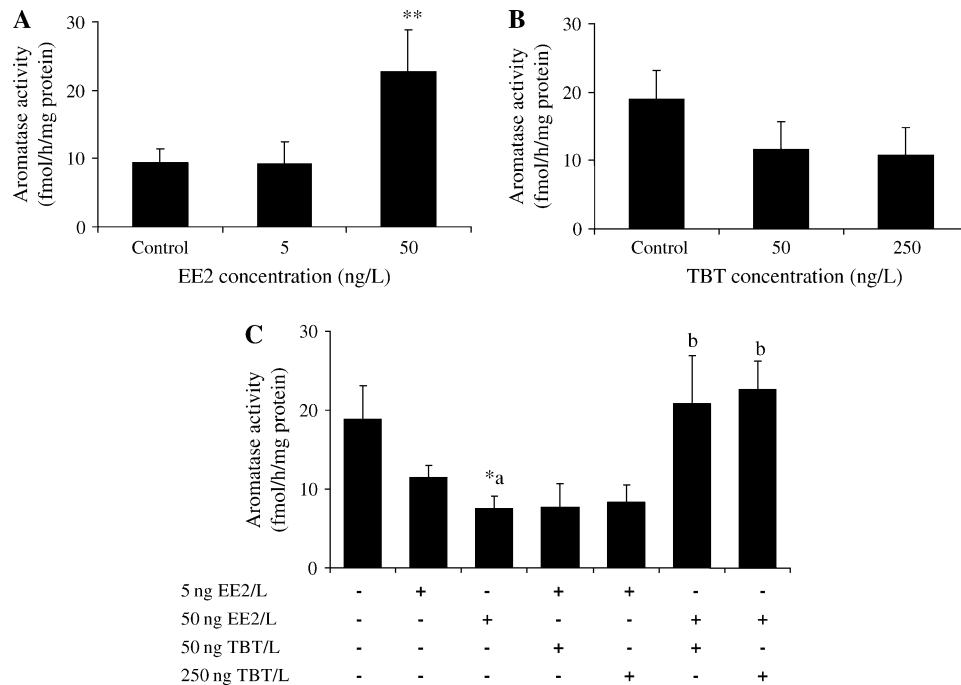 A
Aromatase activity
(fmol/h/mg protein)
30
20
10
0
**
Control 5 50
EE2 concentration (ng/L)
B
Aromatase activity
(fmol/h/mg protein)
30
20
10
0
Control 50 250
TBT concentration (ng/L)
C
Aromatase activity
(fmol/h/mg protein)
30
20
10
0
*a
b
b
5 ng EE2/L - + - + + - -
50 ng EE2/L - - + - - + +
50 ng TBT/L - - - + - + -
250 ng TBT/L - - - - + - +